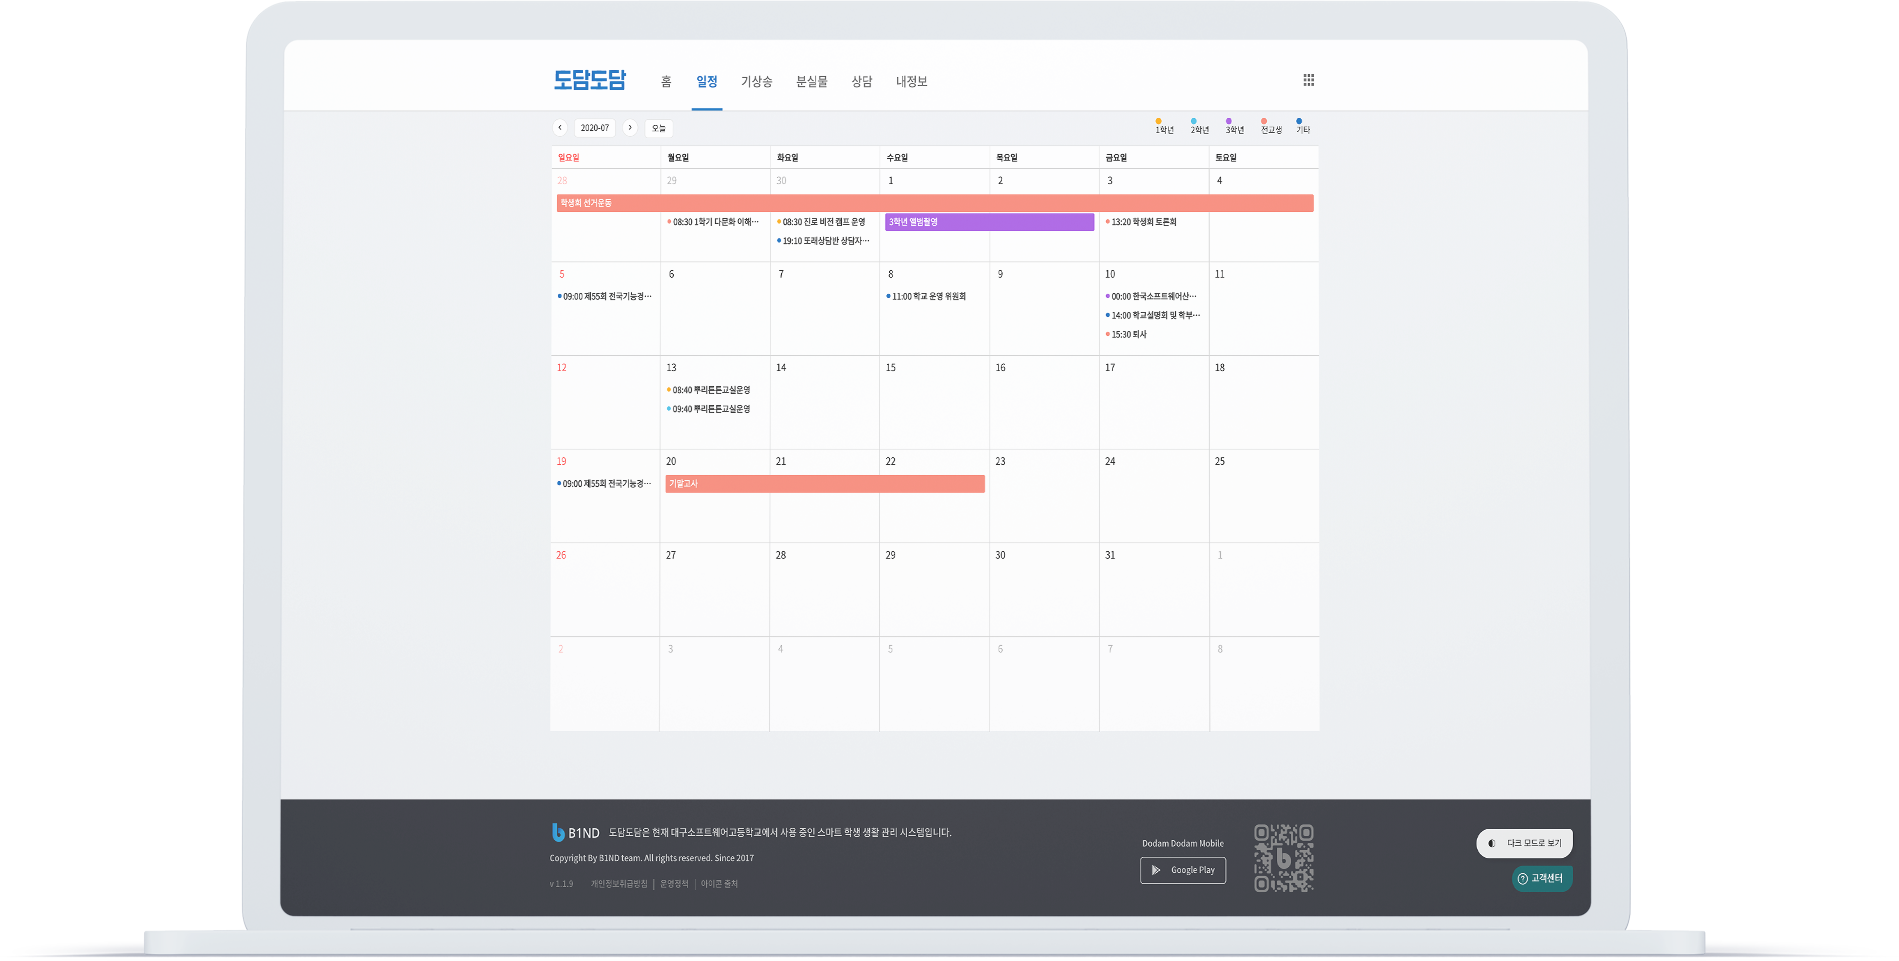 도담도담 홈 일정 기상송 분실물 상담 내정보
2020-07 오늘 1학년 2학년 3학년 전교생 기타
일요일 월요일 화요일 수요일 목요일 금요일 토요일
28 29 30 1 2 3 4
학생회 선거운동
08:30 1학기 다문화 이해… 08:30 진로 비전 캠프 운영 3학년 앨범촬영 13:20 학생회 토론회
19:10 또래상담반 상담자…
5 6 7 8 9 10 11
09:00 제55회 전국기능경… 11:00 학교 운영 위원회 00:00 한국소프트웨어산…
14:00 학교설명회 및 학부…
15:30 퇴사
12 13 14 15 16 17 18
08:40 뿌리튼튼교실운영
09:40 뿌리튼튼교실운영
19 20 21 22 23 24 25
09:00 제55회 전국기능경… 기말고사
26 27 28 29 30 31 1
2 3 4 5 6 7 8
B1ND 도담도담은 현재 대구소프트웨어고등학교에서 사용 중인 스마트 학생 생활 관리 시스템입니다.
Dodam Dodam Mobile
다크 모드로 보기
Copyright By B1ND team. All rights reserved. Since 2017
Google Play
고객센터
v 1.1.9 개인정보취급방침 | 운영정책 | 아이콘 출처